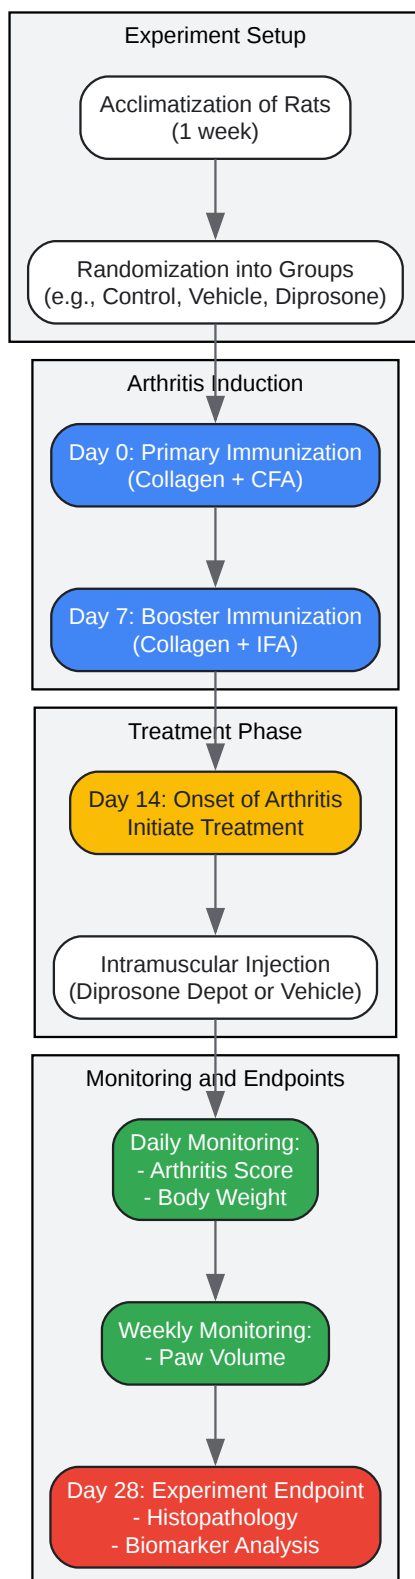 Experiment Setup
Acclimatization of Rats
(1 week)
Randomization into Groups
(e.g., Control, Vehicle, Diprosone)
Arthritis Induction
Day 0: Primary Immunization
(Collagen + CFA)
Day 7: Booster Immunization
(Collagen + IFA)
Treatment Phase
Day 14: Onset of Arthritis
Initiate Treatment
Intramuscular Injection
(Diprosone Depot or Vehicle)
Monitoring and Endpoints
Daily Monitoring:
- Arthritis Score
- Body Weight
Weekly Monitoring:
- Paw Volume
Day 28: Experiment Endpoint
- Histopathology
- Biomarker Analysis